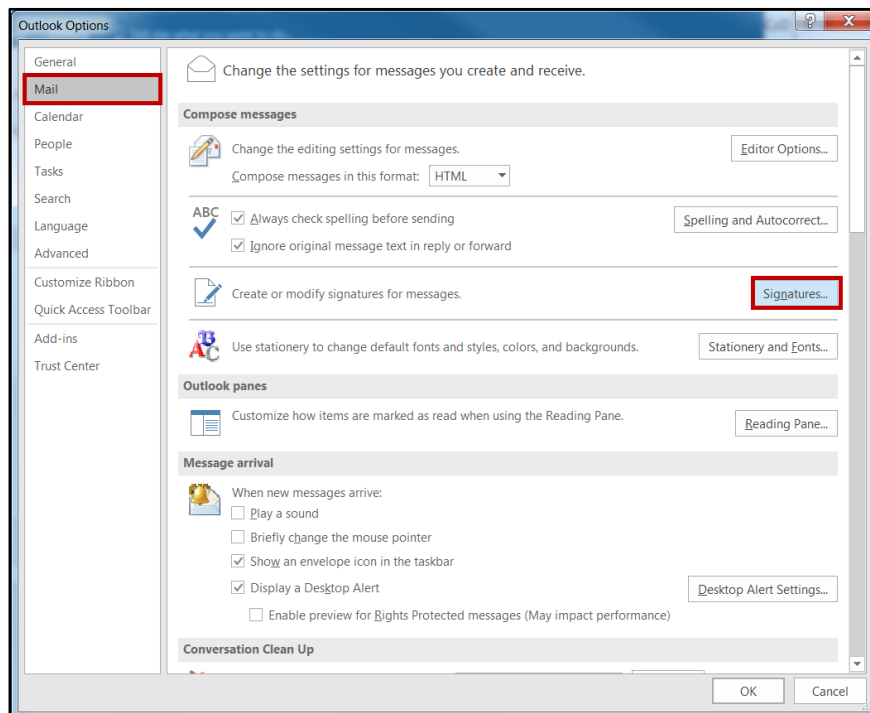 Outlook Options
General
Mail
Calendar
People
Tasks
Search
Language
Advanced
Customize Ribbon
Quick Access Toolbar
Add-ins
Trust Center
Change the settings for messages you create and receive.
Compose messages
Change the editing settings for messages.
Editor Options...
Compose messages in this format: HTML
ABC
Always check spelling before sending
Spelling and Autocorrect...
Ignore original message text in reply or forward
Create or modify signatures for messages.
Signatures...
Use stationery to change default fonts and styles, colors, and backgrounds.
Stationery and Fonts...
Outlook panes
Customize how items are marked as read when using the Reading Pane.
Reading Pane...
Message arrival
When new messages arrive:
Play a sound
Briefly change the mouse pointer
Show an envelope icon in the taskbar
Display a Desktop Alert
Desktop Alert Settings...
Enable preview for Rights Protected messages (May impact performance)
Conversation Clean Up
OK
Cancel